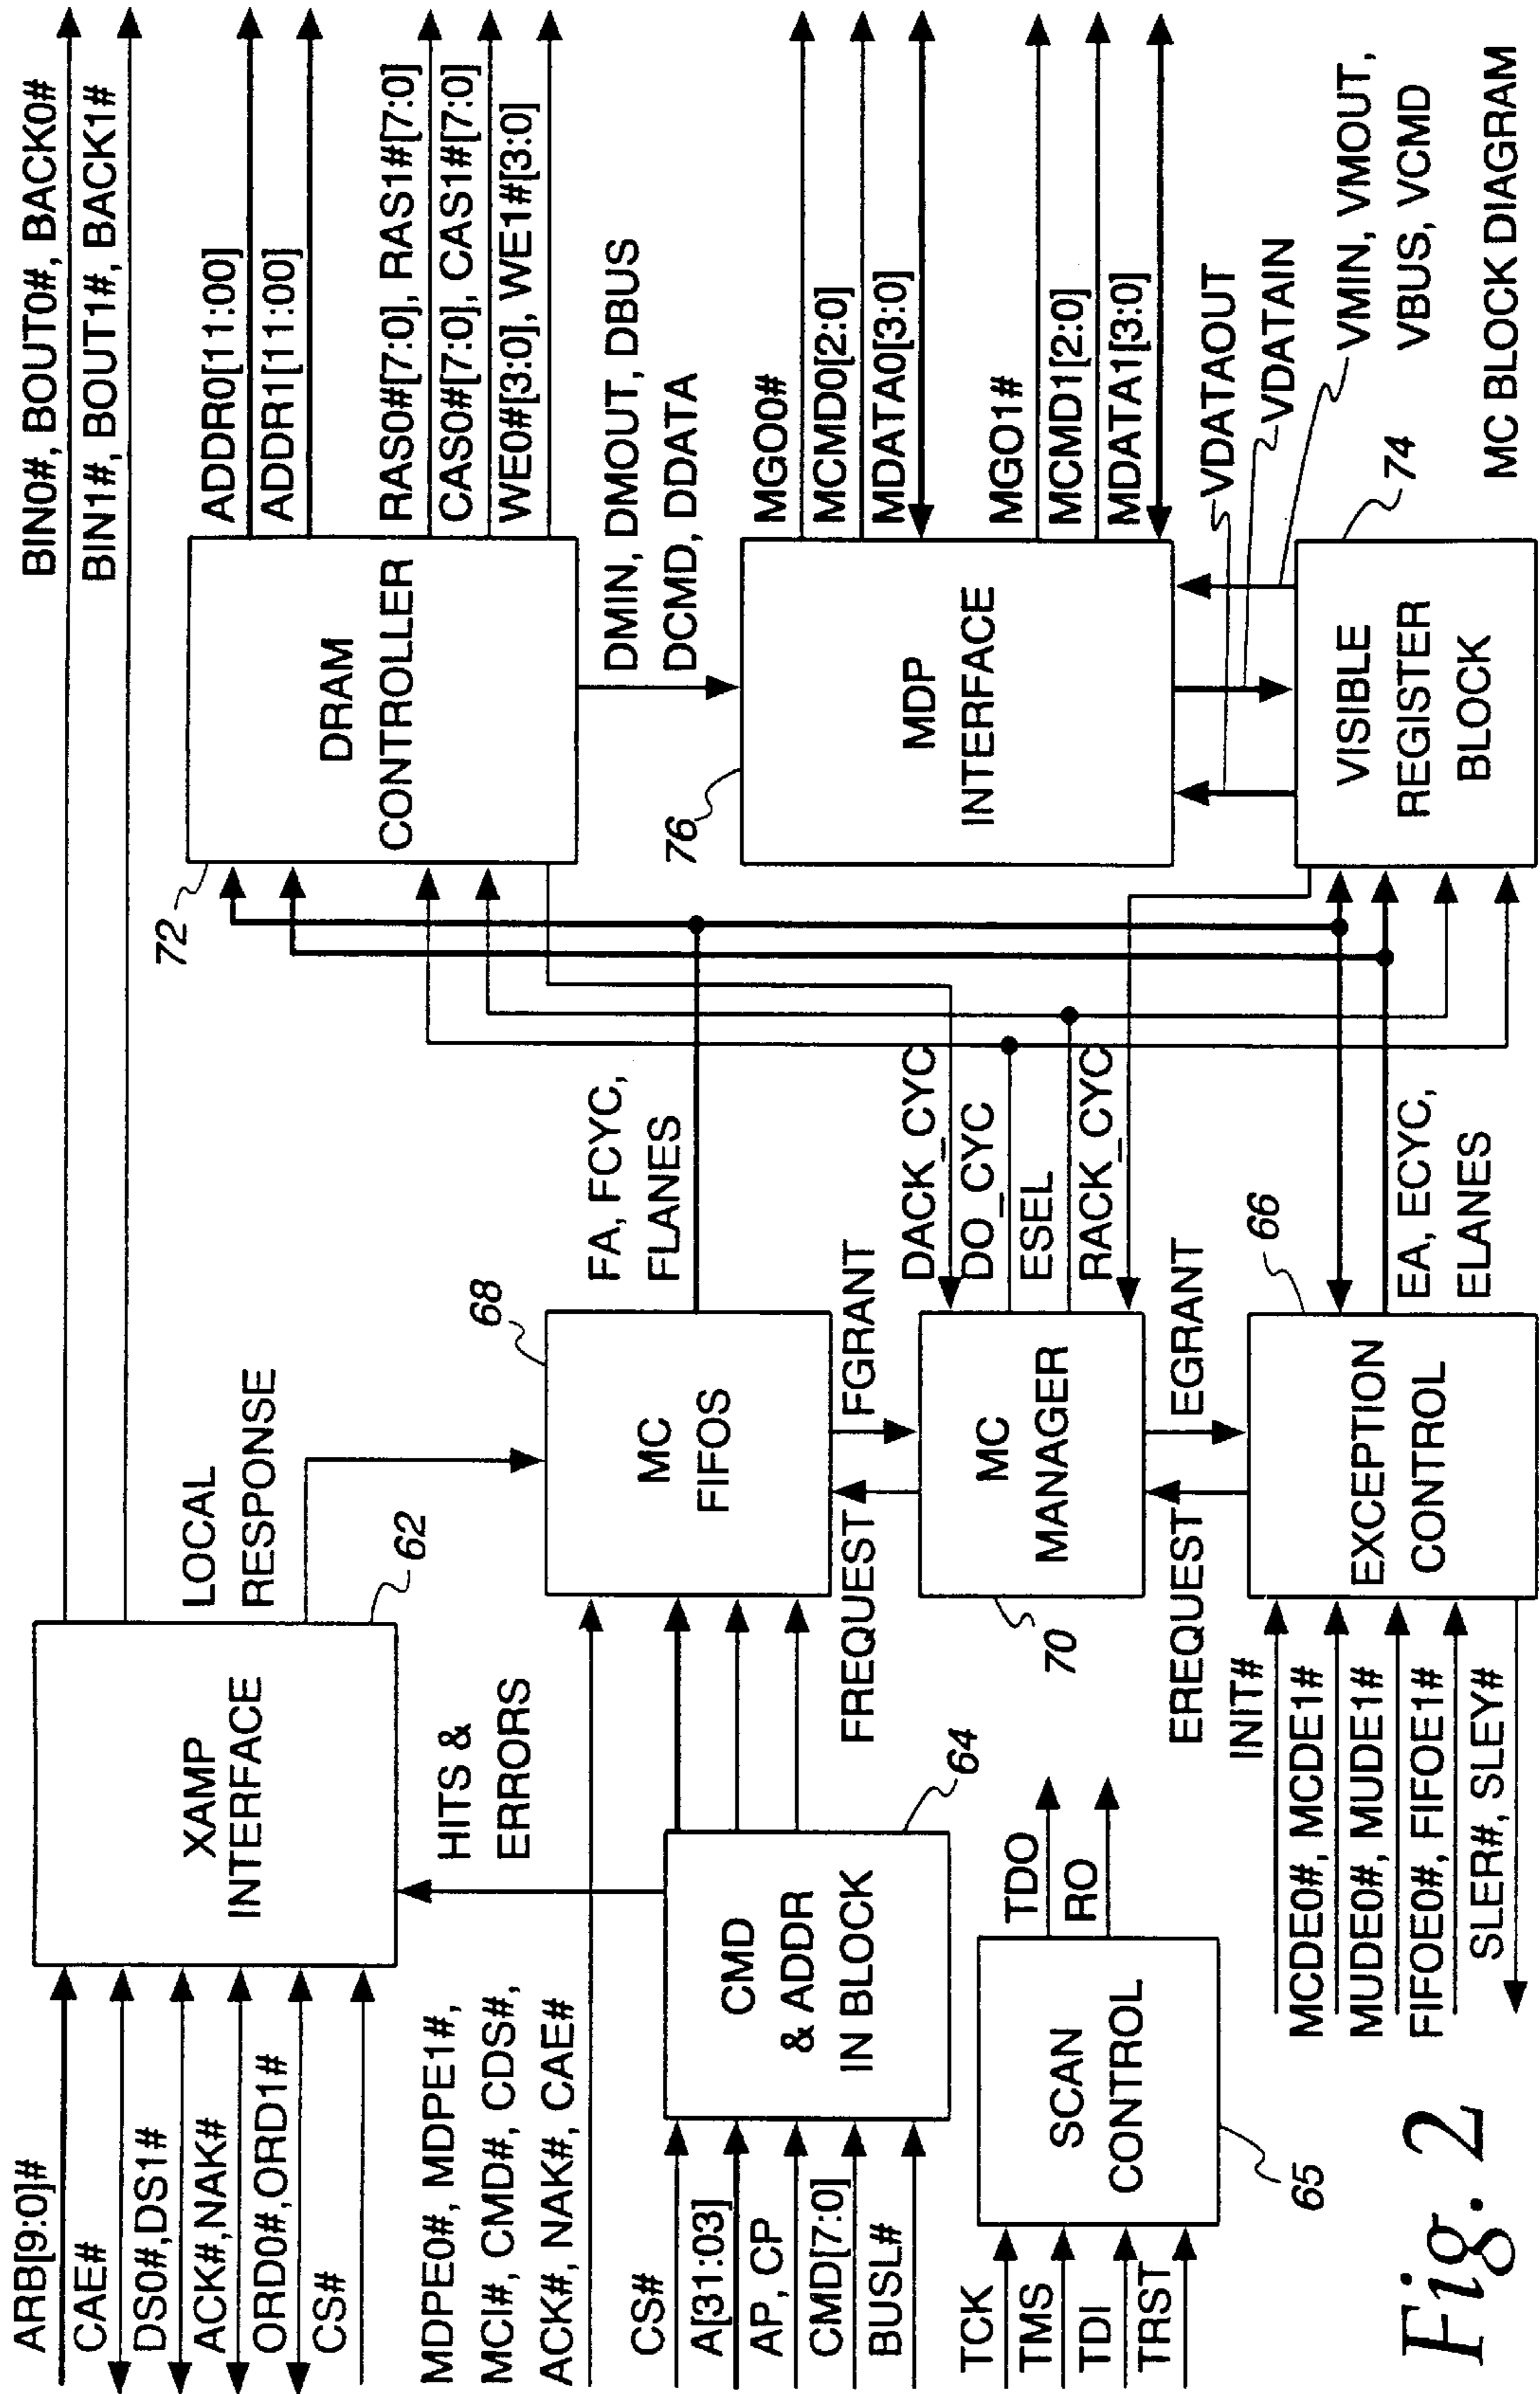 ARB[9:0]#
CAE#
DS0#,DS1#
ACK#,NAK#
ORD0#,ORD1#
CS#
XAMP
INTERFACE
62
LOCAL
RESPONSE
BIN0#, BOUT0#, BACK0#
BIN1#, BOUT1#, BACK1#
HITS &
ERRORS
MDPE0#, MDPE1#,
MCI#, CMD#, CDS#,
ACK#, NAK#, CAE#
CS#
A[31:03]
AP, CP
CMD[7:0]
BUSL#
CMD
& ADDR
IN BLOCK
64
MC
FIFOS
68
FA, FCYC,
FLANES
FREQUEST
FGRANT
MC
MANAGER
70
DACK_CYC
DO_CYC
ESEL
RACK_CYC
EREQUEST
EGRANT
EXCEPTION
CONTROL
66
EA, ECYC,
ELANES
INIT#
MCDE0#, MCDE1#
MUDE0#, MUDE1#
FIFOE0#, FIFOE1#
SLER#, SLEY#
TCK
TMS
TDI
TRST
SCAN
CONTROL
65
TDO
RO
DRAM
CONTROLLER
72
ADDR0[11:00]
ADDR1[11:00]
RAS0#[7:0], RAS1#[7:0]
CAS0#[7:0], CAS1#[7:0]
WE0#[3:0], WE1#[3:0]
DMIN, DMOUT, DBUS
DCMD, DDATA
MDP
INTERFACE
76
MGO0#
MCMD0[2:0]
MDATA0[3:0]
MGO1#
MCMD1[2:0]
MDATA1[3:0]
VDATAOUT
VDATAIN
VMIN, VMOUT,
VBUS, VCMD
VISIBLE
REGISTER
BLOCK
74
MC BLOCK DIAGRAM
Fig. 2